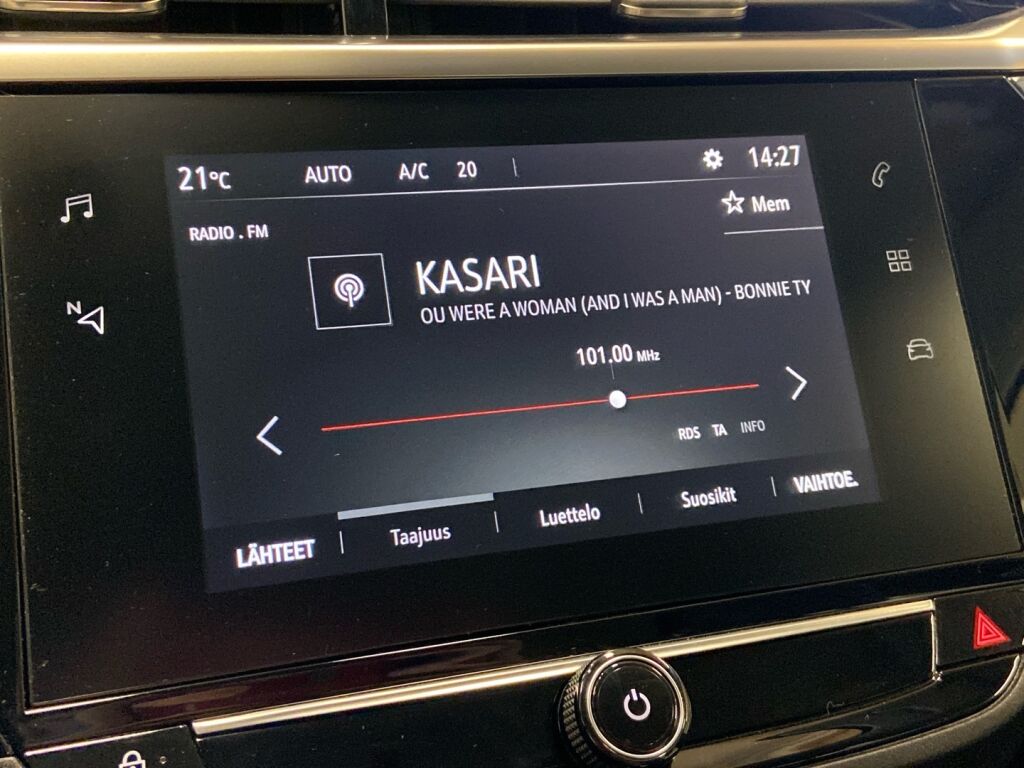 21°C AUTO A/C 20 14:27
Mem
RADIO . FM
KASARI
OU WERE A WOMAN (AND I WAS A MAN) - BONNIE TY
101.00 MHz
RDS TA INFO
LÄHTEET Taajuus Luettelo Suosikit VAIHTOE.
N